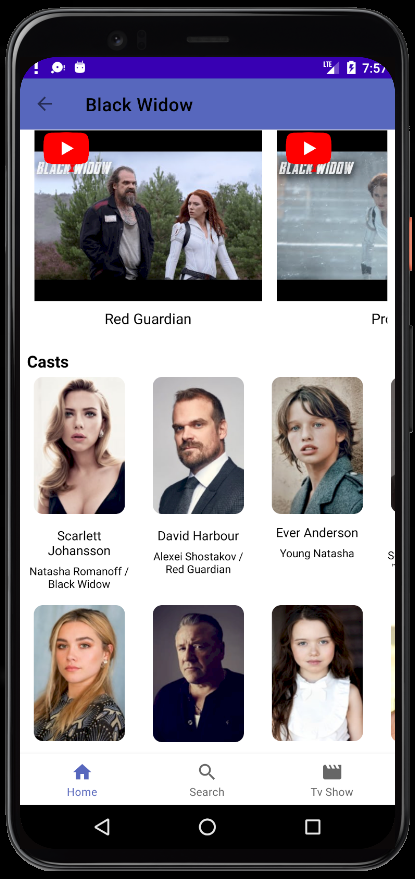 LTE 7:57
Black Widow
BLACK WIDOW
BLACK WIDOW
Red Guardian
Pr
Casts
Scarlett
Johansson
Natasha Romanoff /
Black Widow
David Harbour
Alexei Shostakov /
Red Guardian
Ever Anderson
Young Natasha
S
Home
Search
Tv Show